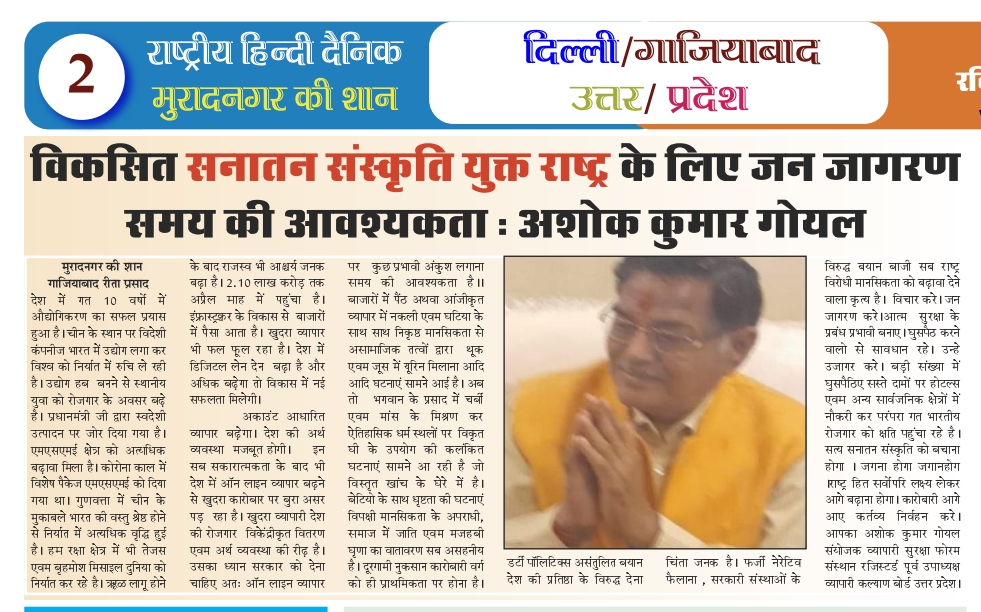 2
राष्ट्रीय हिन्दी दैनिक
मुरादनगर की शान
दिल्ली/गाजियाबाद
उत्तर/ प्रदेश
विकसित सनातन संस्कृति युक्त राष्ट्र के लिए जन जागरण
समय की आवश्यकता : अशोक कुमार गोयल
मुरादनगर की शान
गाजियाबाद रीता प्रसाद
देश में गत 10 वर्षो में
औद्योगिकरण का सफल प्रयास
हुआ है। चीन के स्थान पर विदेशी
कंपनीज भारत में उद्योग लगा कर
विश्व को निर्यात में रुचि ले रही
है। उद्योग हब बनने से स्थानीय
युवा को रोजगार के अवसर बढ़े
है। प्रधानमंत्री जी द्वारा स्वदेशी
उत्पादन पर जोर दिया गया है।
एमएसएमई क्षेत्र को अत्यधिक
बढ़ावा मिला है। कोरोना काल में
विशेष पैकेज एमएसएमई को दिया
गया था। गुणवत्ता में चीन के
मुकाबले भारत की वस्तु श्रेष्ठ होने
से निर्यात में अत्यधिक वृद्धि हुई
है। हम रक्षा क्षेत्र में भी तेजस
एवम बृहमोश मिसाइल दुनिया को
निर्यात कर रहे है। लागू होने
के बाद राजस्व भी आश्चर्य जनक
बढ़ा है। 2.10 लाख करोड़ तक
अप्रैल माह में पहुंचा है।
इंफ्रास्ट्रक्चर के विकास से बाजारों
में पैसा आता है। खुदरा व्यापार
भी फल फूल रहा है। देश में
डिजिटल लेन देन बढ़ा है और
अधिक बढ़ेगा तो विकास में नई
सफलता मिलेगी।
अकाउंट आधारित
व्यापार बढ़ेगा। देश की अर्थ
व्यवस्था मजबूत होगी। इन
सब सकारात्मकता के बाद भी
देश में ऑन लाइन व्यापार बढ़ने
से खुदरा कारोबार पर बुरा असर
पड़ रहा है। खुदरा व्यापारी देश
की रोजगार विकेद्रीकृत वितरण
एवम अर्थ व्यवस्था की रीढ़ है।
उसका ध्यान सरकार को देना
चाहिए अतः ऑन लाइन व्यापार
पर कुछ प्रभावी अंकुश लगाना
समय की आवश्यकता है।।
बाजारों में पैंठ अथवा आंजीकृत
व्यापार में नकली एवम घटिया के
साथ साथ निकृष्ठ मानसिकता से
असामाजिक तत्वों द्वारा थूक
एवम जूस में यूरिन मिलाना आदि
आदि घटनाएं सामने आई है। अब
तो भगवान के प्रसाद में चर्बी
एवम मांस के मिश्रण कर
ऐतिहासिक धर्म स्थलों पर विकृत
घी के उपयोग को कलंकित
घटनाएं सामने आ रही है जो
विस्तृत खांच के घेरे में है।
बेटियो के साथ धृष्टता की घटनाएं
विपक्षी मानसिकता के अपराधी,
समाज में जाति एवम मजहबी
घृणा का वातावरण सब असहनीय
है। दूरगामी नुकसान कारोबारी वर्ग
को ही प्राथमिकता पर होना है।
डर्टी पॉलिटिक्स असंतुलित बयान
देश की प्रतिष्ठा के विरुद्ध देना
चिंता जनक है। फर्जी नेरेटिव
फैलाना , सरकारी संस्थाओं के
विरुद्ध बयान बाजी सब राष्ट्र
विरोधी मानसिकता को बढ़ावा देने
वाला कृत्य है। विचार करे। जन
जागरण करे।आत्म सुरक्षा के
प्रबंध प्रभावी बनाए। घुसपैठ करने
वालो से सावधान रहे। उन्हे
उजागर करे। बड़ी संख्या में
घुसपैठिए सस्ते दामों पर होटल्स
एवम अन्य सार्वजनिक क्षेत्रों में
नौकरी कर परंपरा गत भारतीय
रोजगार को क्षति पहुंचा रहे है।
सत्य सनातन संस्कृति को बचाना
होगा । जगना होगा जगानहोग
।राष्ट्र हित सर्वोपरि लक्ष्य लेकर
आगे बढ़ाना होगा। कारोबारी आगे
आए कर्तव्य निर्वहन करे।
आपका अशोक कुमार गोयल
संयोजक व्यापारी सुरक्षा फोरम
संस्थान रजिस्टर्ड पूर्व उपाध्यक्ष
व्यापारी कल्याण बोर्ड उत्तर प्रदेश।